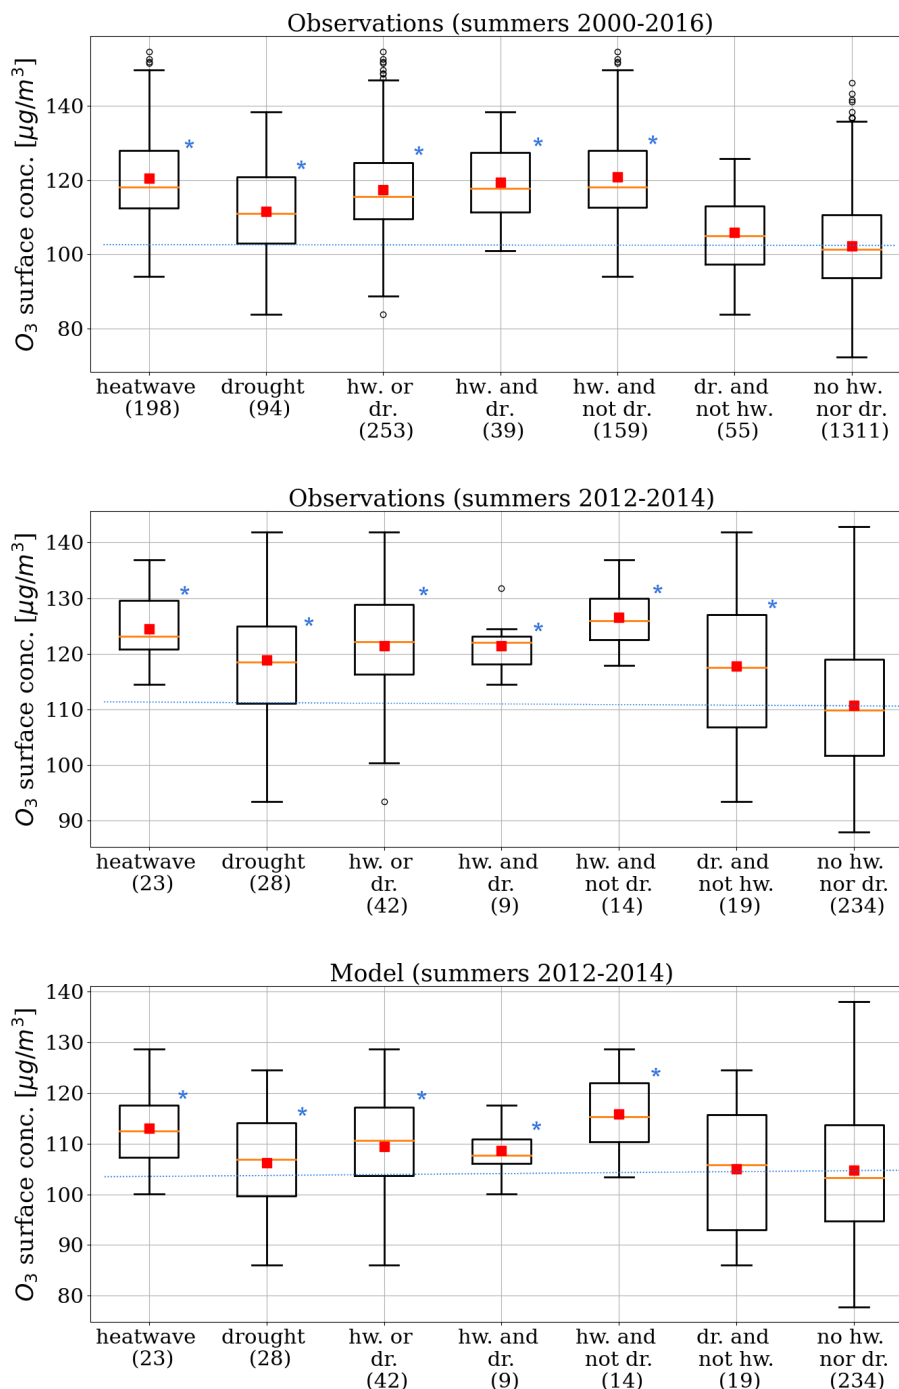 Observations (summers 2000-2016)
O₃ surface conc. [μg/m³]
140
120
100
80
heatwave (198)
drought (94)
hw. or dr. (253)
hw. and dr. (39)
hw. and not dr. (159)
dr. and not hw. (55)
no hw. nor dr. (1311)
*
*
*
*
*
Observations (summers 2012-2014)
O₃ surface conc. [μg/m³]
140
130
120
110
100
90
heatwave (23)
drought (28)
hw. or dr. (42)
hw. and dr. (9)
hw. and not dr. (14)
dr. and not hw. (19)
no hw. nor dr. (234)
*
*
*
*
*
*
Model (summers 2012-2014)
O₃ surface conc. [μg/m³]
140
130
120
110
100
90
80
heatwave (23)
drought (28)
hw. or dr. (42)
hw. and dr. (9)
hw. and not dr. (14)
dr. and not hw. (19)
no hw. nor dr. (234)
*
*
*
*
*